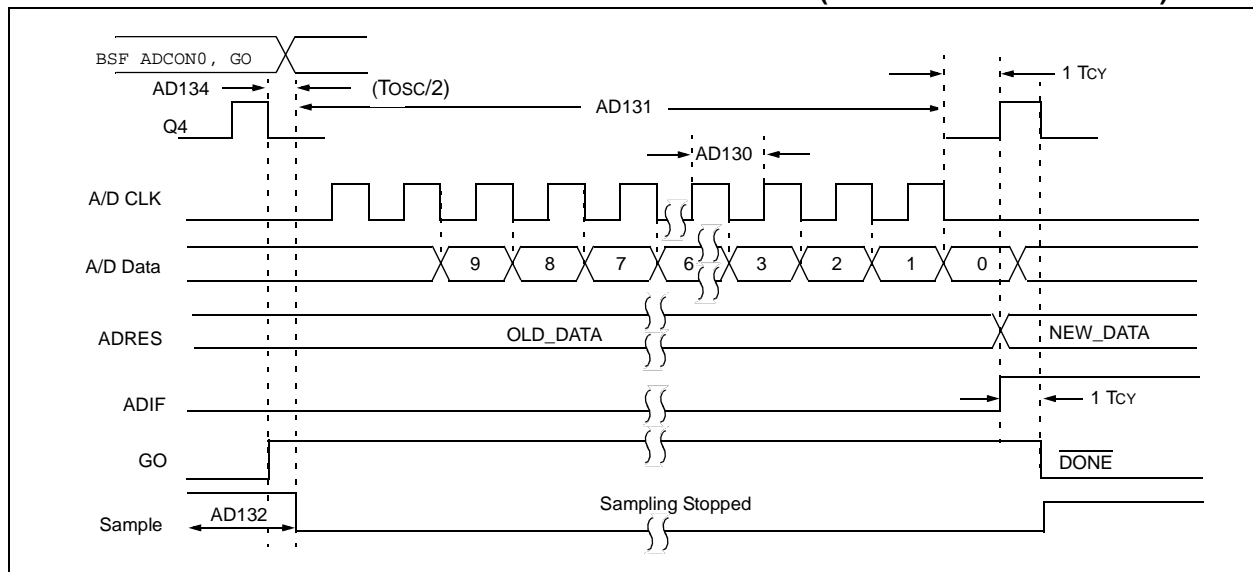 BSF ADCON0, GO
AD134
(TOSC/2)
1 TCY
AD131
Q4
AD130
A/D CLK
A/D Data
9
8
7
6
3
2
1
0
ADRES
OLD_DATA
NEW_DATA
ADIF
1 TCY
GO
DONE
Sampling Stopped
Sample
AD132